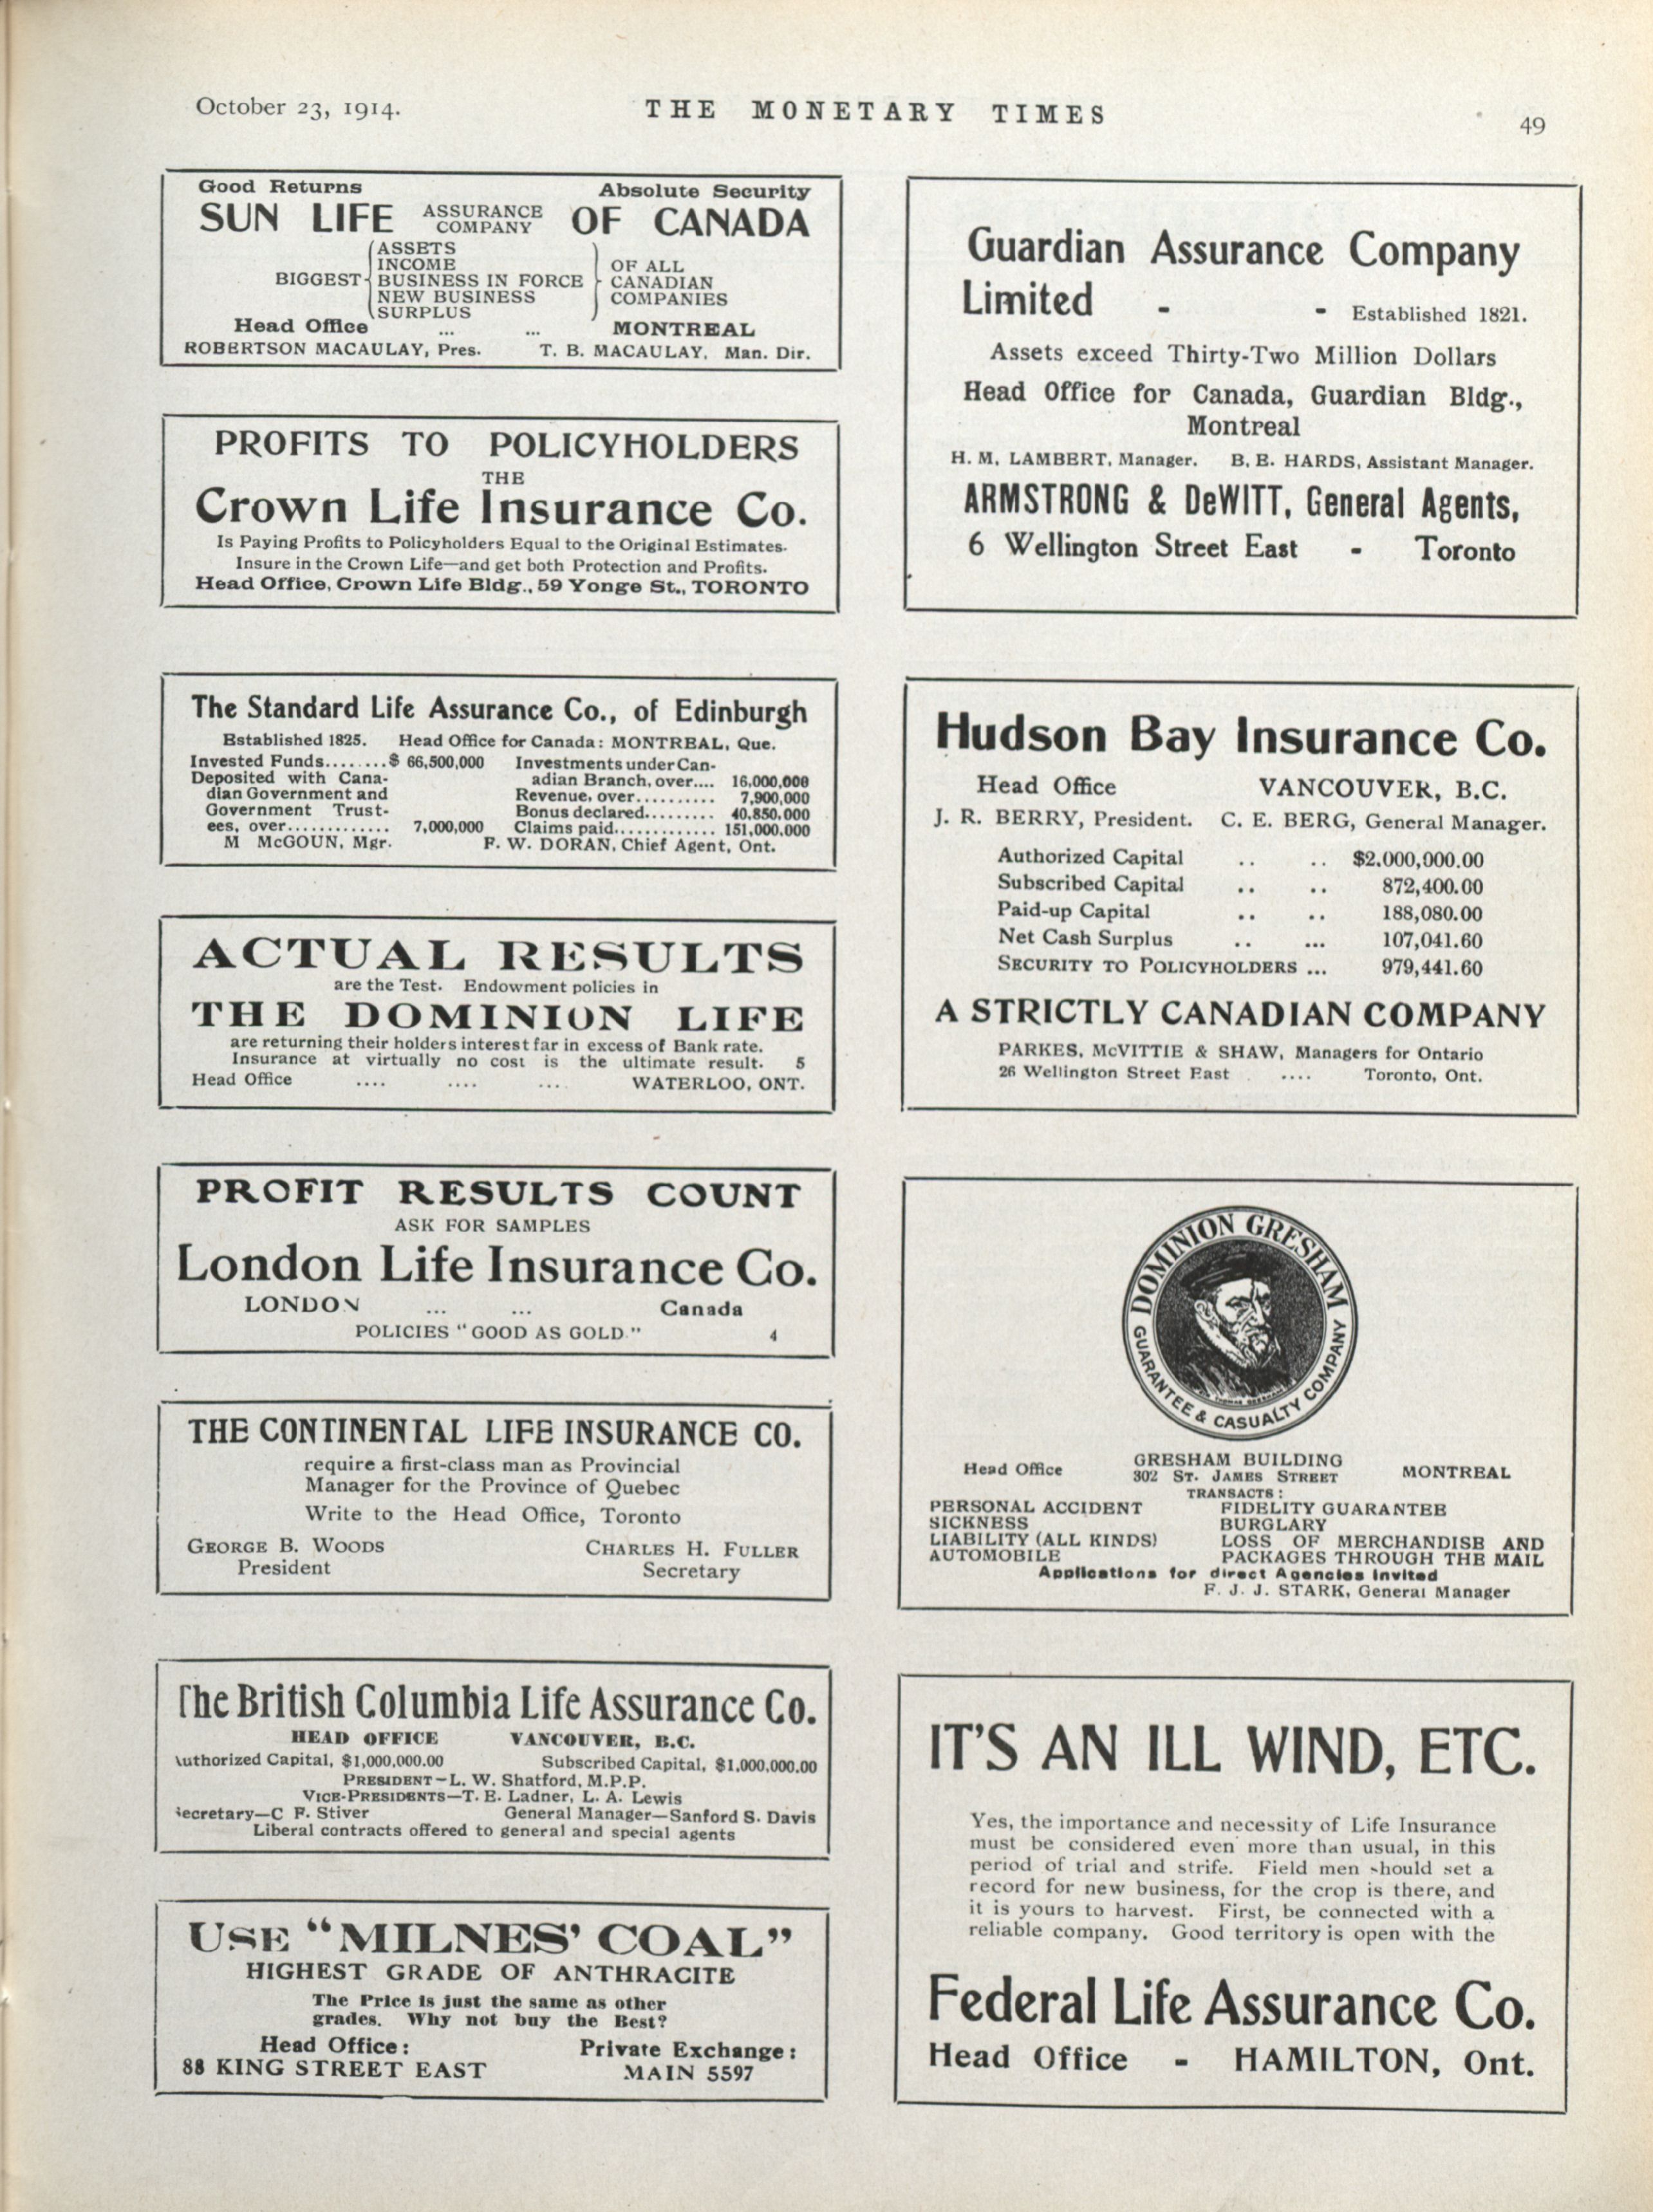 October 23, 1914.
THE MONETARY TIMES
49
Good Returns Absolute Security
SUN LIFE ASSURANCE COMPANY OF CANADA
BIGGEST
ASSETS
INCOME
BUSINESS IN FORCE
NEW BUSINESS
SURPLUS
OF ALL
CANADIAN
COMPANIES
Head Office ... ... MONTREAL
ROBERTSON MACAULAY, Pres. T. B. MACAULAY, Man. Dir.
PROFITS TO POLICYHOLDERS
THE
Crown Life Insurance Co.
Is Paying Profits to Policyholders Equal to the Original Estimates.
Insure in the Crown Life—and get both Protection and Profits.
Head Office, Crown Life Bldg., 59 Yonge St., TORONTO
The Standard Life Assurance Co., of Edinburgh
Established 1825. Head Office for Canada: MONTREAL, Que.
Invested Funds........$ 66,500,000
Deposited with Cana-
dian Government and
Government Trust-
ees, over............. 7,000,000
Investments under Can-
adian Branch, over.... 16,000,000
Revenue, over.......... 7,900,000
Bonus declared......... 40,850,000
Claims paid............. 151,000,000
M McGOUN, Mgr. F. W. DORAN, Chief Agent, Ont.
ACTUAL RESULTS
are the Test. Endowment policies in
THE DOMINION LIFE
are returning their holders interest far in excess of Bank rate.
Insurance at virtually no cost is the ultimate result. 5
Head Office .... .... ... WATERLOO, ONT.
PROFIT RESULTS COUNT
ASK FOR SAMPLES
London Life Insurance Co.
LONDON ... ... Canada
POLICIES "GOOD AS GOLD." 4
THE CONTINENTAL LIFE INSURANCE CO.
require a first-class man as Provincial
Manager for the Province of Quebec
Write to the Head Office, Toronto
GEORGE B. WOODS CHARLES H. FULLER
President Secretary
The British Columbia Life Assurance Co.
HEAD OFFICE VANCOUVER, B.C.
Authorized Capital, $1,000,000.00 Subscribed Capital, $1,000,000.00
PRESIDENT—L. W. Shatford, M.P.P.
VICE-PRESIDENTS—T. E. Ladner, L. A. Lewis
Secretary—C F. Stiver General Manager—Sanford S. Davis
Liberal contracts offered to general and special agents
USE "MILNES' COAL"
HIGHEST GRADE OF ANTHRACITE
The Price is just the same as other
grades. Why not buy the Best?
Head Office: Private Exchange:
88 KING STREET EAST MAIN 5597
Guardian Assurance Company
Limited - - Established 1821.
Assets exceed Thirty-Two Million Dollars
Head Office for Canada, Guardian Bldg.,
Montreal
H. M. LAMBERT, Manager. B. E. HARDS, Assistant Manager.
ARMSTRONG & DeWITT, General Agents,
6 Wellington Street East - Toronto
Hudson Bay Insurance Co.
Head Office VANCOUVER, B.C.
J. R. BERRY, President. C. E. BERG, General Manager.
Authorized Capital .. .. $2.000,000.00
Subscribed Capital .. .. 872,400.00
Paid-up Capital .. .. 188,080.00
Net Cash Surplus .. ... 107,041.60
SECURITY TO POLICYHOLDERS ... 979,441.60
A STRICTLY CANADIAN COMPANY
PARKES, McVITTIE & SHAW, Managers for Ontario
26 Wellington Street East .... Toronto, Ont.
DOMINION GRESHAM
GUARANTEE & CASUALTY COMPANY
Head Office GRESHAM BUILDING MONTREAL
302 ST. JAMES STREET
TRANSACTS:
PERSONAL ACCIDENT FIDELITY GUARANTEE
SICKNESS BURGLARY
LIABILITY (ALL KINDS) LOSS OF MERCHANDISE AND
AUTOMOBILE PACKAGES THROUGH THE MAIL
Applications for direct Agencies Invited
F. J. J. STARK, General Manager
IT'S AN ILL WIND, ETC.
Yes, the importance and necessity of Life Insurance
must be considered even more than usual, in this
period of trial and strife. Field men should set a
record for new business, for the crop is there, and
it is yours to harvest. First, be connected with a
reliable company. Good territory is open with the
Federal Life Assurance Co.
Head Office - HAMILTON, Ont.